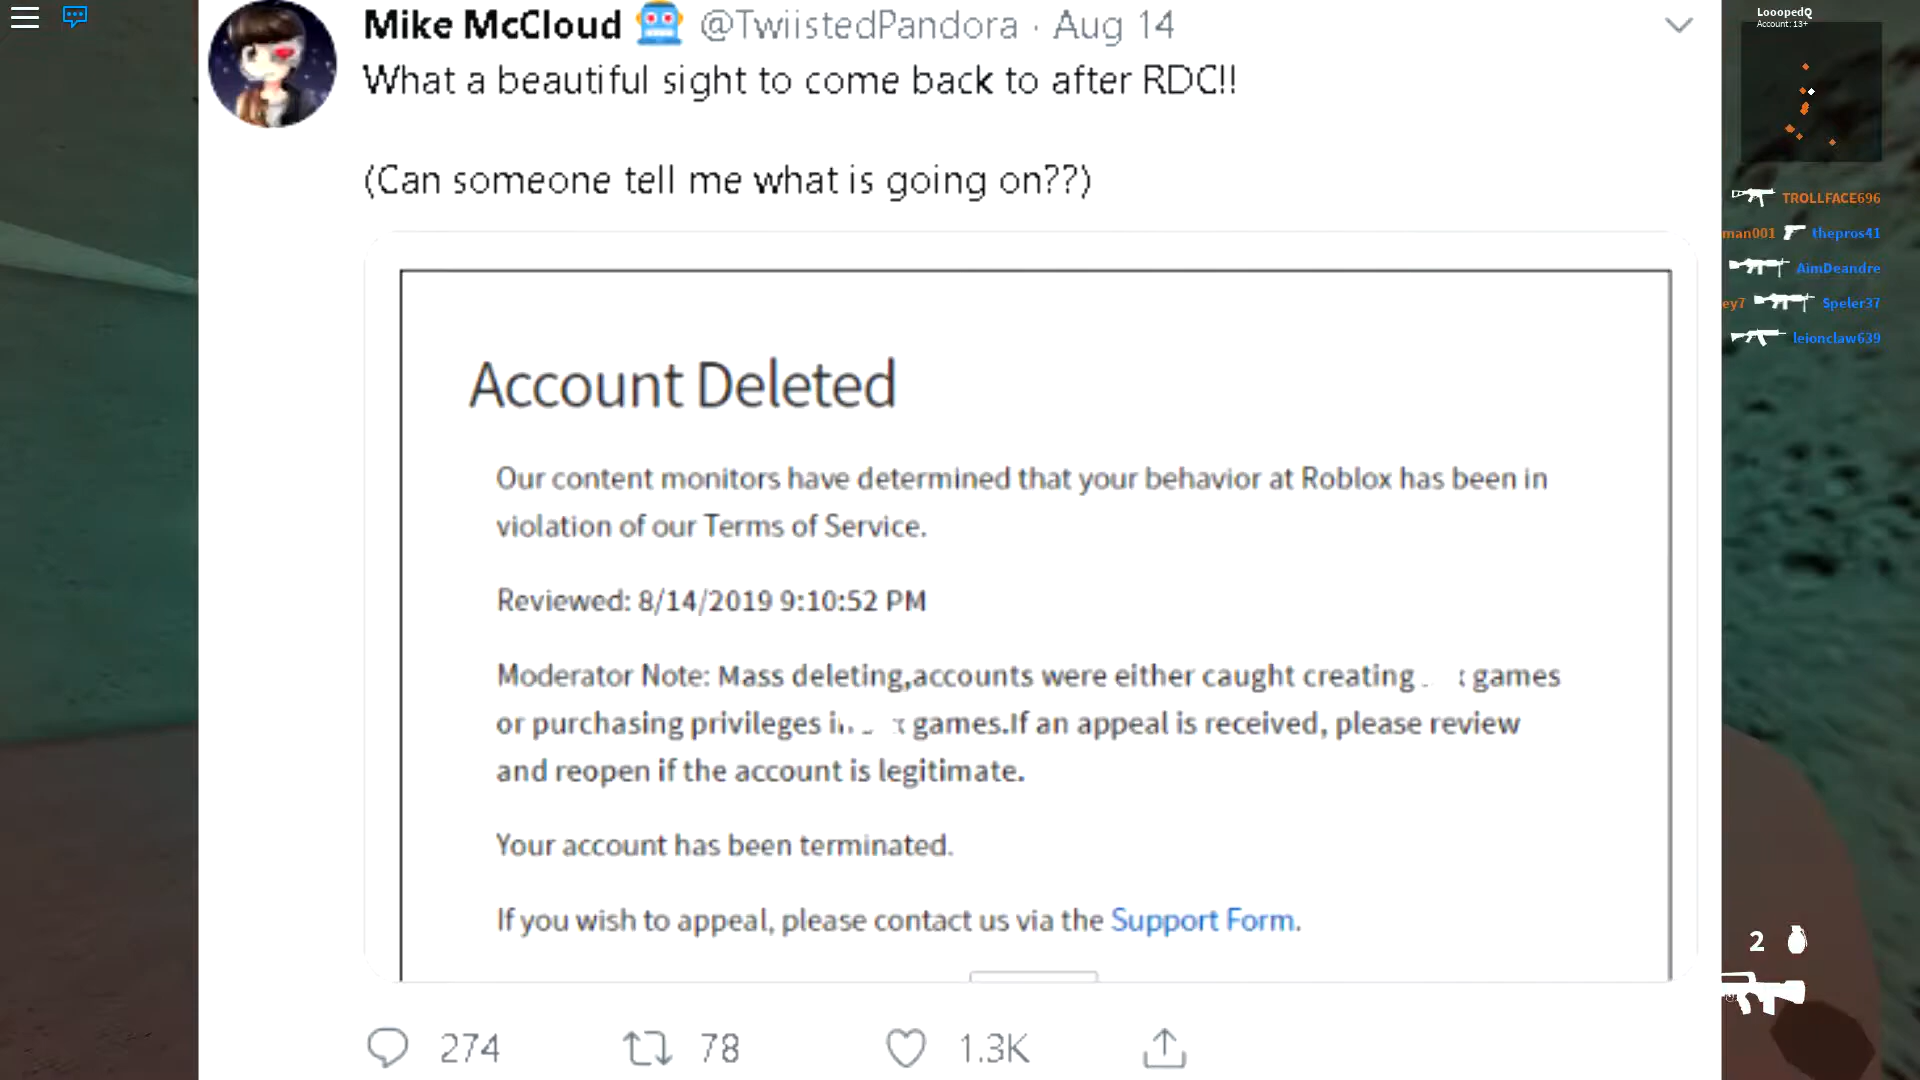 Mike McCloud @TwiistedPandora · Aug 14
What a beautiful sight to come back to after RDC!!
(Can someone tell me what is going on??)
Account Deleted
Our content monitors have determined that your behavior at Roblox has been in
violation of our Terms of Service.
Reviewed: 8/14/2019 9:10:52 PM
Moderator Note: Mass deleting,accounts were either caught creating games
or purchasing privileges games.If an appeal is received, please review
and reopen if the account is legitimate.
Your account has been terminated.
If you wish to appeal, please contact us via the Support Form.
274 78 1.3K
LooopedQ
Account: 13+
TROLLFACE696
man001 thepros41
AimDeandre
ey7 Speler37
leionclaw639
2